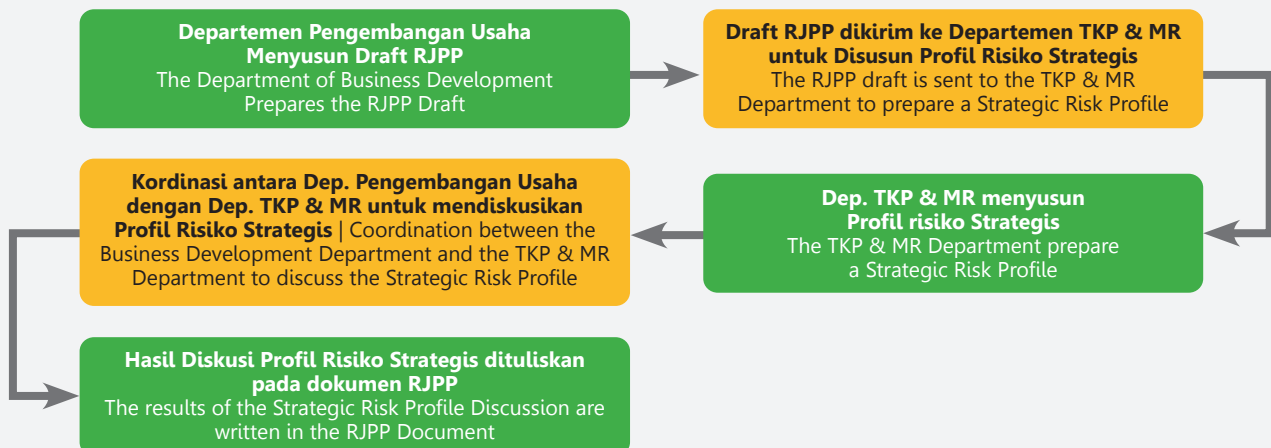 Departemen Pengembangan Usaha
Menyusun Draft RJPP
The Department of Business Development
Prepares the RJPP Draft
Draft RJPP dikirim ke Departemen TKP & MR
untuk Disusun Profil Risiko Strategis
The RJPP draft is sent to the TKP & MR
Department to prepare a Strategic Risk Profile
Dep. TKP & MR menyusun
Profil risiko Strategis
The TKP & MR Department prepare
a Strategic Risk Profile
Kordinasi antara Dep. Pengembangan Usaha
dengan Dep. TKP & MR untuk mendiskusikan
Profil Risiko Strategis | Coordination between the
Business Development Department and the TKP & MR
Department to discuss the Strategic Risk Profile
Hasil Diskusi Profil Risiko Strategis dituliskan
pada dokumen RJPP
The results of the Strategic Risk Profile Discussion are
written in the RJPP Document